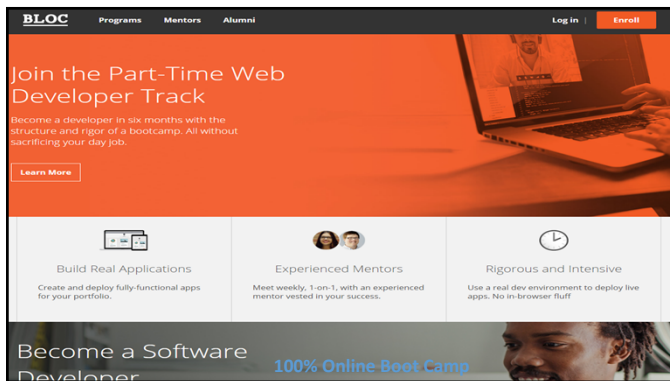 BLOC Programs Mentors Alumni Log in | Enroll
Join the Part-Time Web
Developer Track
Become a developer in six months with the
structure and rigor of a bootcamp. All without
sacrificing your day job.
Learn More
Build Real Applications
Create and deploy fully-functional apps
for your portfolio.
Experienced Mentors
Meet weekly, 1-on-1, with an experienced
mentor vested in your success.
Rigorous and Intensive
Use a real dev environment to deploy live
apps. No in-browser fluff
Become a Software
Developer
100% Online Boot Camp